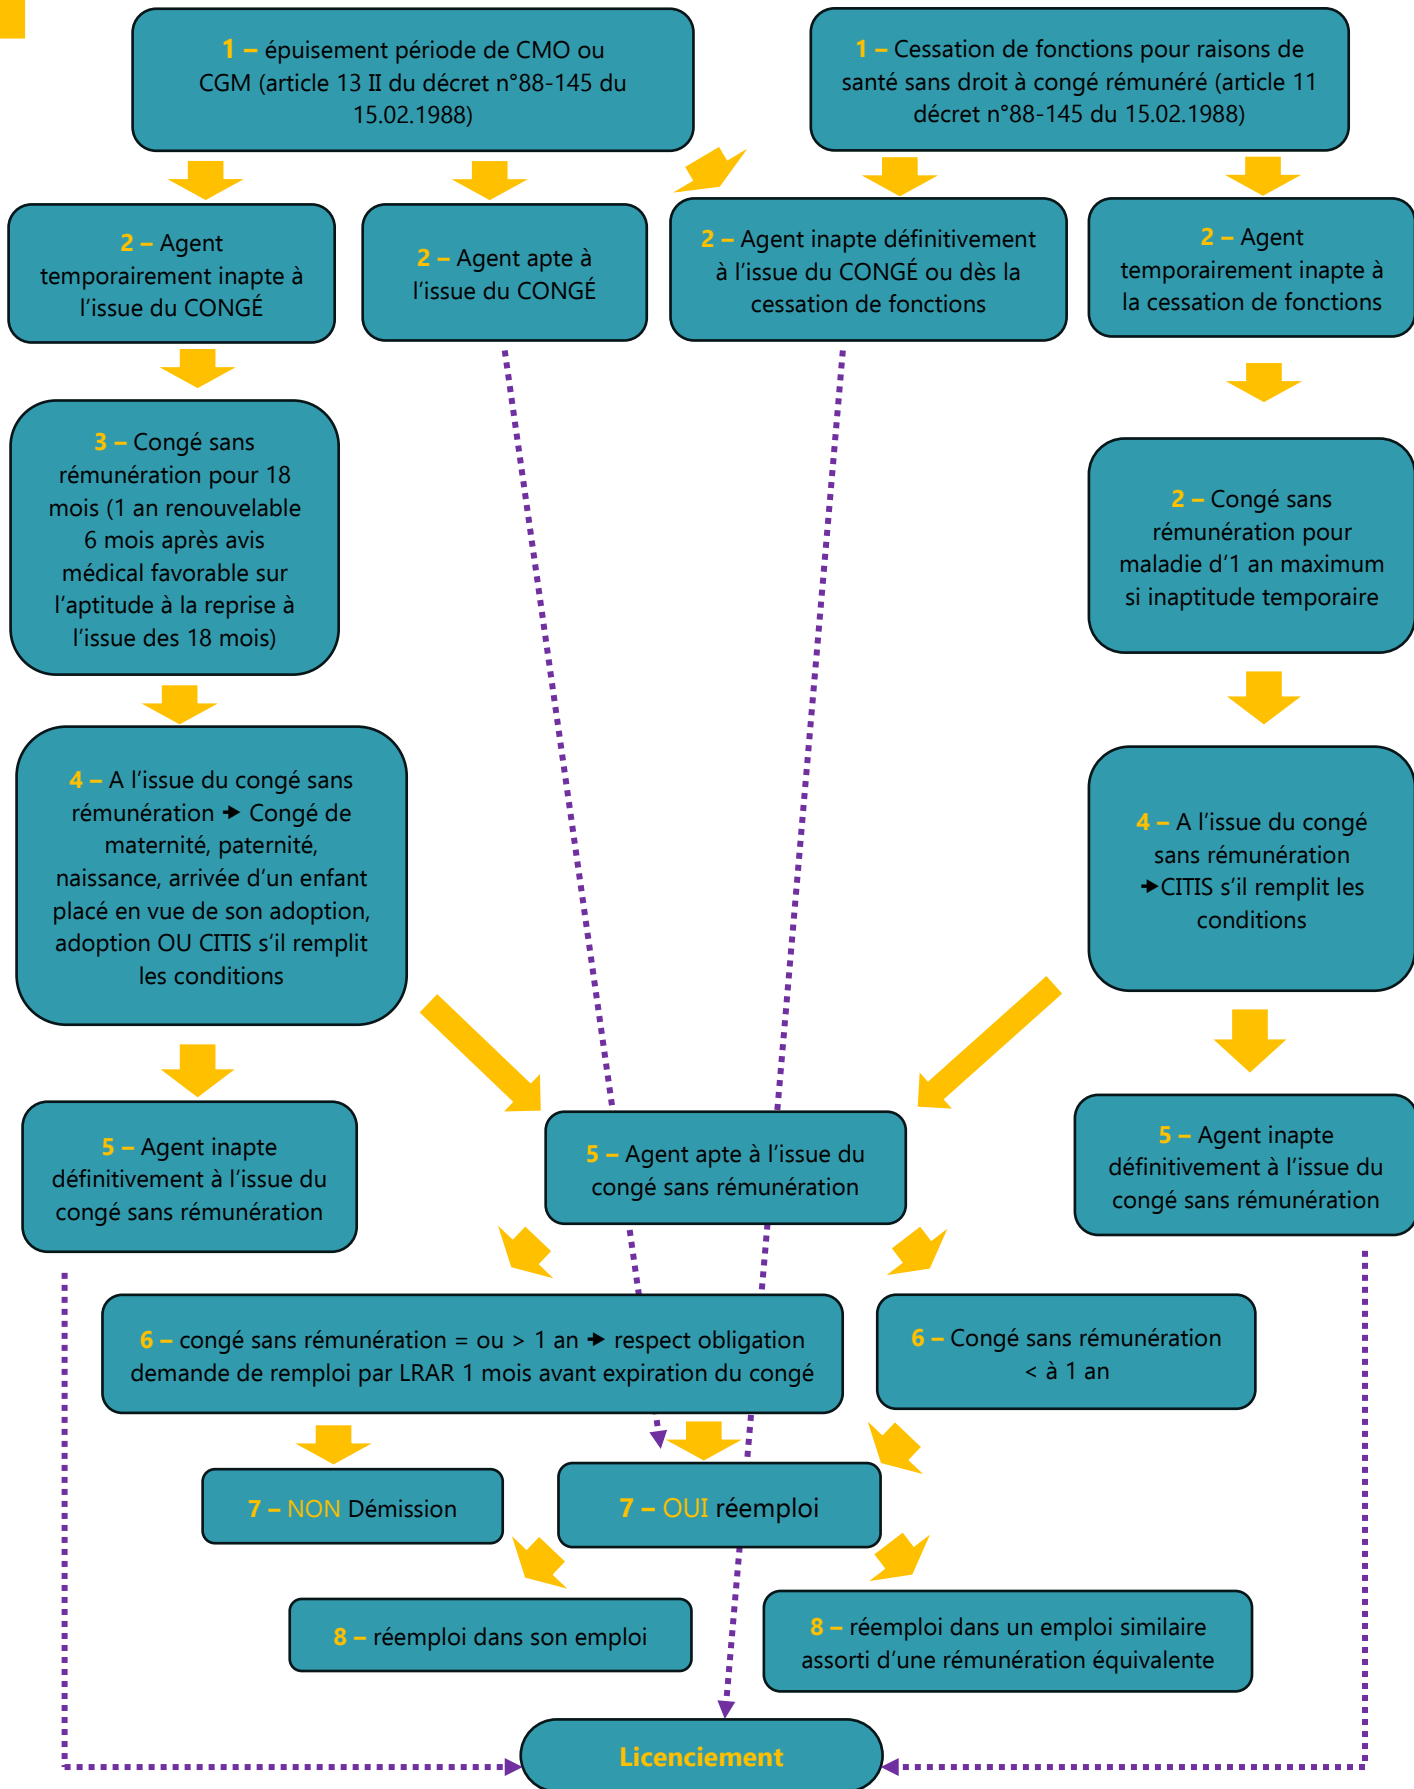 1 – épuisement période de CMO ou
CGM (article 13 II du décret n°88-145 du
15.02.1988)
1 – Cessation de fonctions pour raisons de
santé sans droit à congé rémunéré (article 11
décret n°88-145 du 15.02.1988)
2 – Agent
temporairement inapte à
l’issue du CONGÉ
2 – Agent apte à
l’issue du CONGÉ
2 – Agent inapte définitivement
à l’issue du CONGÉ ou dès la
cessation de fonctions
2 – Agent
temporairement inapte à
la cessation de fonctions
3 – Congé sans
rémunération pour 18
mois (1 an renouvelable
6 mois après avis
médical favorable sur
l’aptitude à la reprise à
l’issue des 18 mois)
2 – Congé sans
rémunération pour
maladie d’1 an maximum
si inaptitude temporaire
4 – A l’issue du congé sans
rémunération → Congé de
maternité, paternité,
naissance, arrivée d’un enfant
placé en vue de son adoption,
adoption OU CITIS s’il remplit
les conditions
4 – A l’issue du congé
sans rémunération
→CITIS s’il remplit les
conditions
5 – Agent inapte
définitivement à l’issue du
congé sans rémunération
5 – Agent apte à l’issue du
congé sans rémunération
5 – Agent inapte
définitivement à l’issue du
congé sans rémunération
6 – congé sans rémunération = ou > 1 an → respect obligation
demande de remploi par LRAR 1 mois avant expiration du congé
6 – Congé sans rémunération
< à 1 an
7 – NON Démission
7 – OUI réemploi
8 – réemploi dans son emploi
8 – réemploi dans un emploi similaire
assorti d’une rémunération équivalente
Licenciement